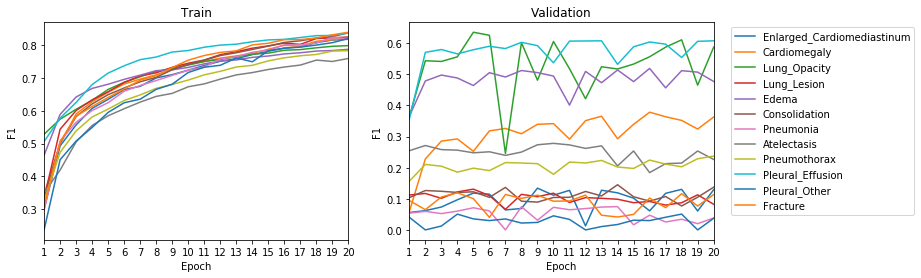 Train
F1
0.8
0.7
0.6
0.5
0.4
0.3
1 2 3 4 5 6 7 8 9 10 11 12 13 14 15 16 17 18 19 20
Epoch
Validation
F1
0.6
0.5
0.4
0.3
0.2
0.1
0.0
1 2 3 4 5 6 7 8 9 10 11 12 13 14 15 16 17 18 19 20
Epoch
Enlarged_Cardiomediastinum
Cardiomegaly
Lung_Opacity
Lung_Lesion
Edema
Consolidation
Pneumonia
Atelectasis
Pneumothorax
Pleural_Effusion
Pleural_Other
Fracture